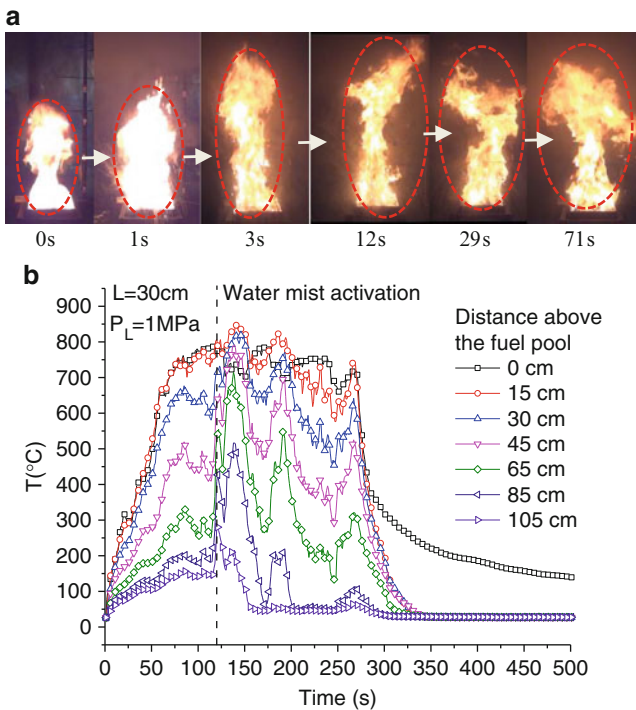 a
0s
1s
3s
12s
29s
71s
b
L=30cm
Water mist activation
P_L=1MPa
Distance above
the fuel pool
0 cm
15 cm
30 cm
45 cm
65 cm
85 cm
105 cm
900
800
700
600
500
400
300
200
100
0
T(°C)
0 50 100 150 200 250 300 350 400 450 500
Time (s)